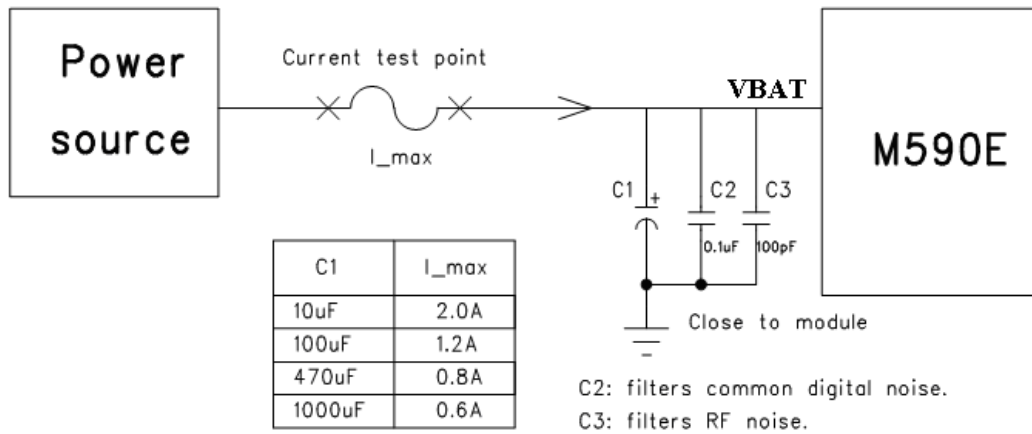 Power
source
Current test point
I_max
VBAT
M590E
C1
+
C2
C3
0.1uF
100pF
Close to module
C1 I_max
10uF 2.0A
100uF 1.2A
470uF 0.8A
1000uF 0.6A
C2: filters common digital noise.
C3: filters RF noise.